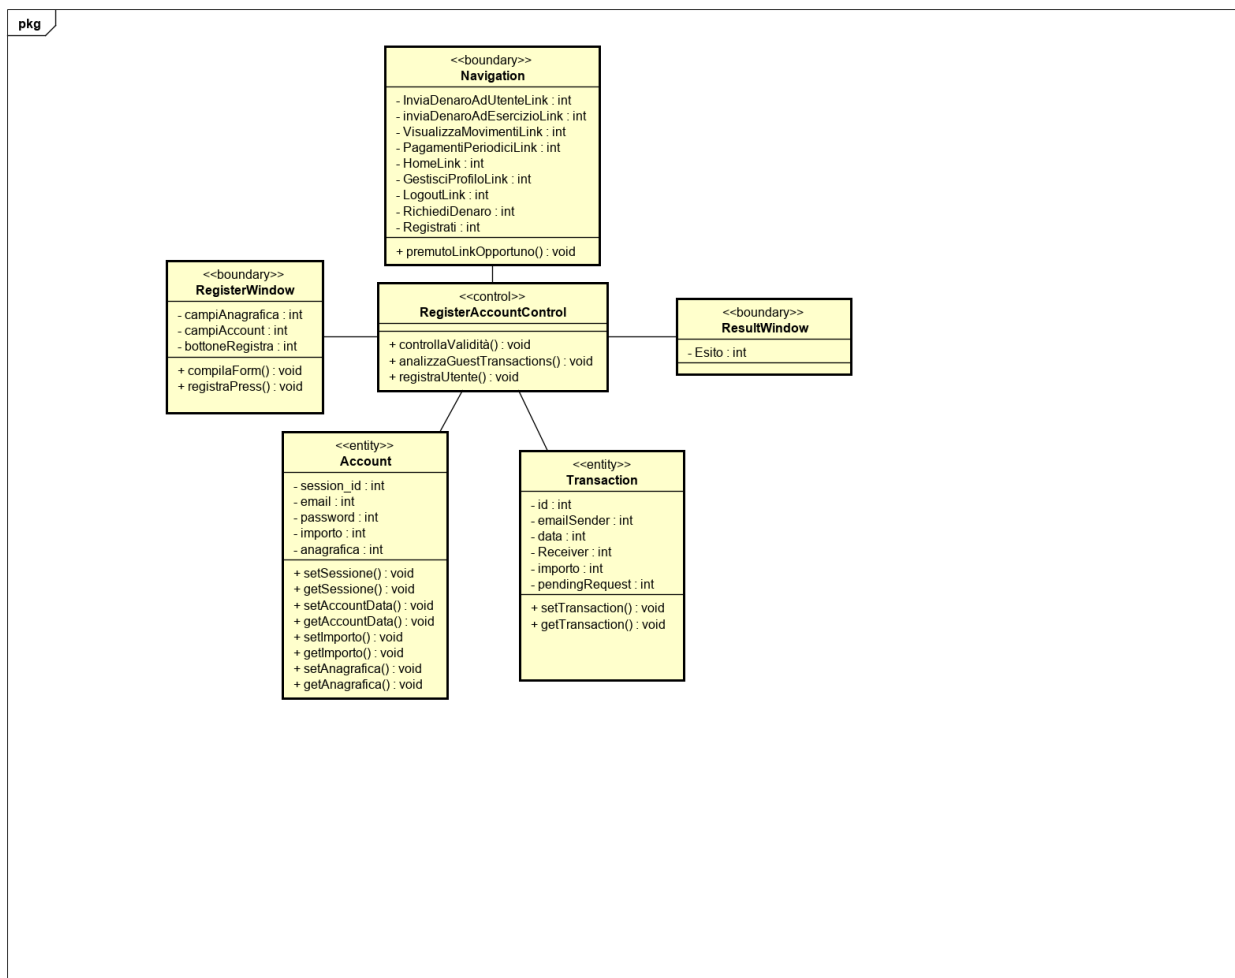 pkg
<<boundary>>
Navigation
- InviaDenaroAdUtenteLink : int
- inviaDenaroAdEsercizioLink : int
- VisualizzaMovimentiLink : int
- PagamentiPeriodiciLink : int
- HomeLink : int
- GestisciProfiloLink : int
- LogoutLink : int
- RichiediDenaro : int
- Registrati : int
+ premutoLinkOpportuno() : void
<<boundary>>
RegisterWindow
- campiAnagrafica : int
- campiAccount : int
- bottoneRegistra : int
+ compilaForm() : void
+ registraPress() : void
<<control>>
RegisterAccountControl
+ controllaValidità() : void
+ analizzaGuestTransactions() : void
+ registraUtente() : void
<<boundary>>
ResultWindow
- Esito : int
<<entity>>
Account
- session_id : int
- email : int
- password : int
- importo : int
- anagrafica : int
+ setSessione() : void
+ getSessione() : void
+ setAccountData() : void
+ getAccountData() : void
+ setImporto() : void
+ getImporto() : void
+ setAnagrafica() : void
+ getAnagrafica() : void
<<entity>>
Transaction
- id : int
- emailSender : int
- data : int
- Receiver : int
- importo : int
- pendingRequest : int
+ setTransaction() : void
+ getTransaction() : void